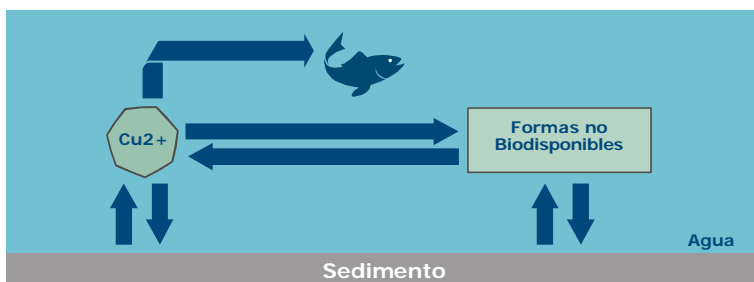 Cu2+
Formas no
Biodisponibles
Agua
Sedimento